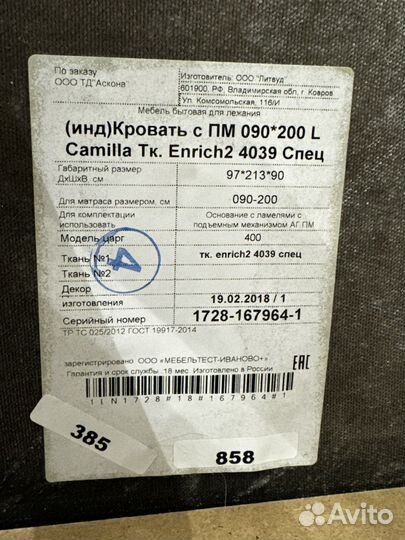 По заказу
ООО ТД"Аскона"
Изготовитель: ООО "Литвуд"
601900, РФ, Владимирская обл, г. Ковров
Ул. Комсомольская, 116/И
Мебель бытовая для лежания
(инд)Кровать с ПМ 090*200 L
Camilla Тк. Enrich2 4039 Спец
Габаритный размер
ДхШхВ, см
97*213*90
Для матраса размером, см
090-200
Для комплектации
использовать
Основание с ламелями с
подъемным механизмом АГ.ПМ
Модель царг
400
Ткань №1
тк. enrich2 4039 спец
Ткань №2
4
Декор
изготовления
19.02.2018 / 1
Серийный номер
1728-167964-1
ТР ТС 025/2012 ГОСТ 19917-2014
зарегистрировано ООО «МЕБЕЛЬТЕСТ-ИВАНОВО+»
Гарантия и срок службы 18 мес. Изготовлено в России
ЕАС
1IN1728#18#167964#1
385
858
Avito